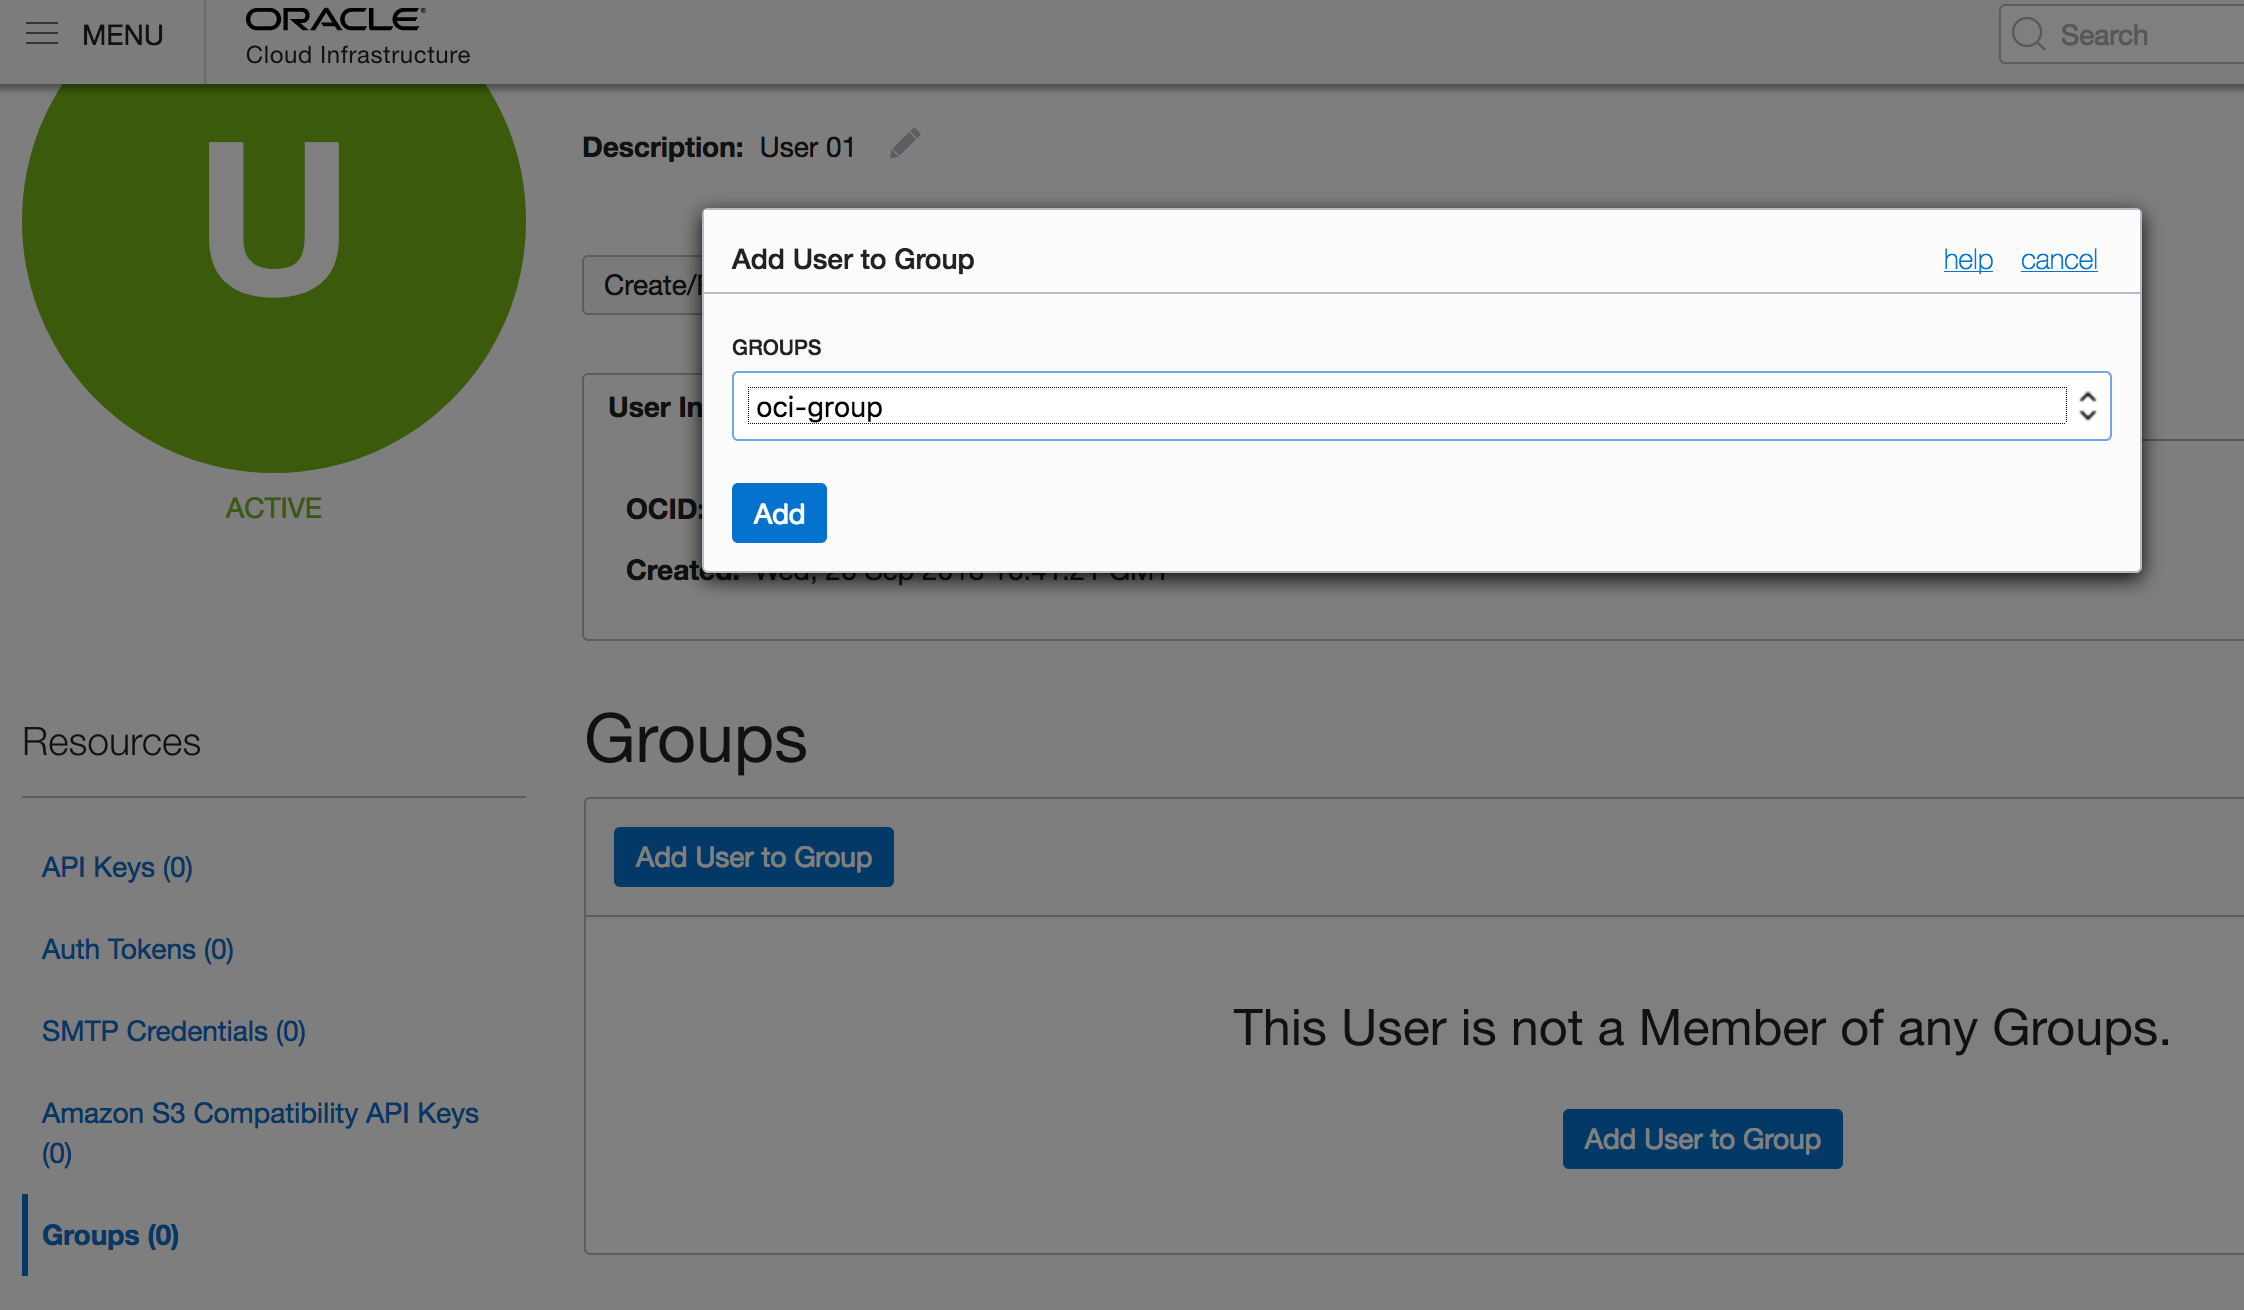 MENU
ORACLE
Cloud Infrastructure
Search
U
ACTIVE
Description: User 01
Create/
User In
OCID:
Created:
Add User to Group
help
cancel
GROUPS
oci-group
Add
Resources
API Keys (0)
Auth Tokens (0)
SMTP Credentials (0)
Amazon S3 Compatibility API Keys
(0)
Groups (0)
Groups
Add User to Group
This User is not a Member of any Groups.
Add User to Group